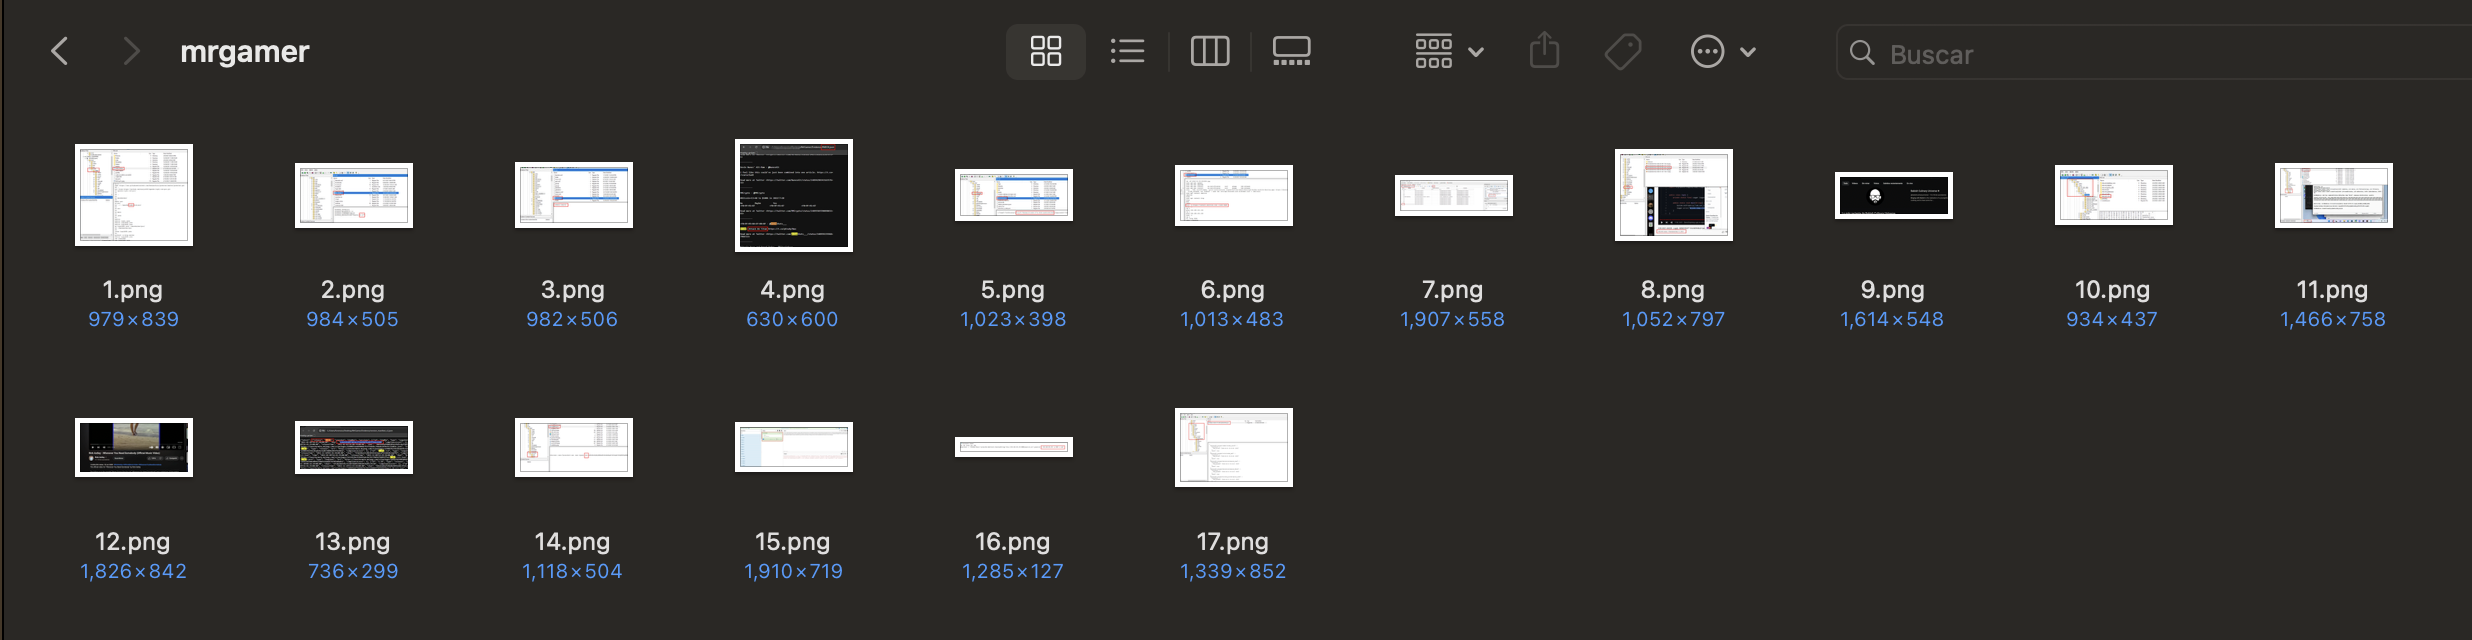 mrgamer
Buscar
1.png
2.png
3.png
4.png
5.png
6.png
7.png
8.png
9.png
10.png
11.png
979×839
984×505
982×506
630×600
1,023×398
1,013×483
1,907×558
1,052×797
1,614×548
934×437
1,466×758
12.png
13.png
14.png
15.png
16.png
17.png
1,826×842
736×299
1,118×504
1,910×719
1,285×127
1,339×852